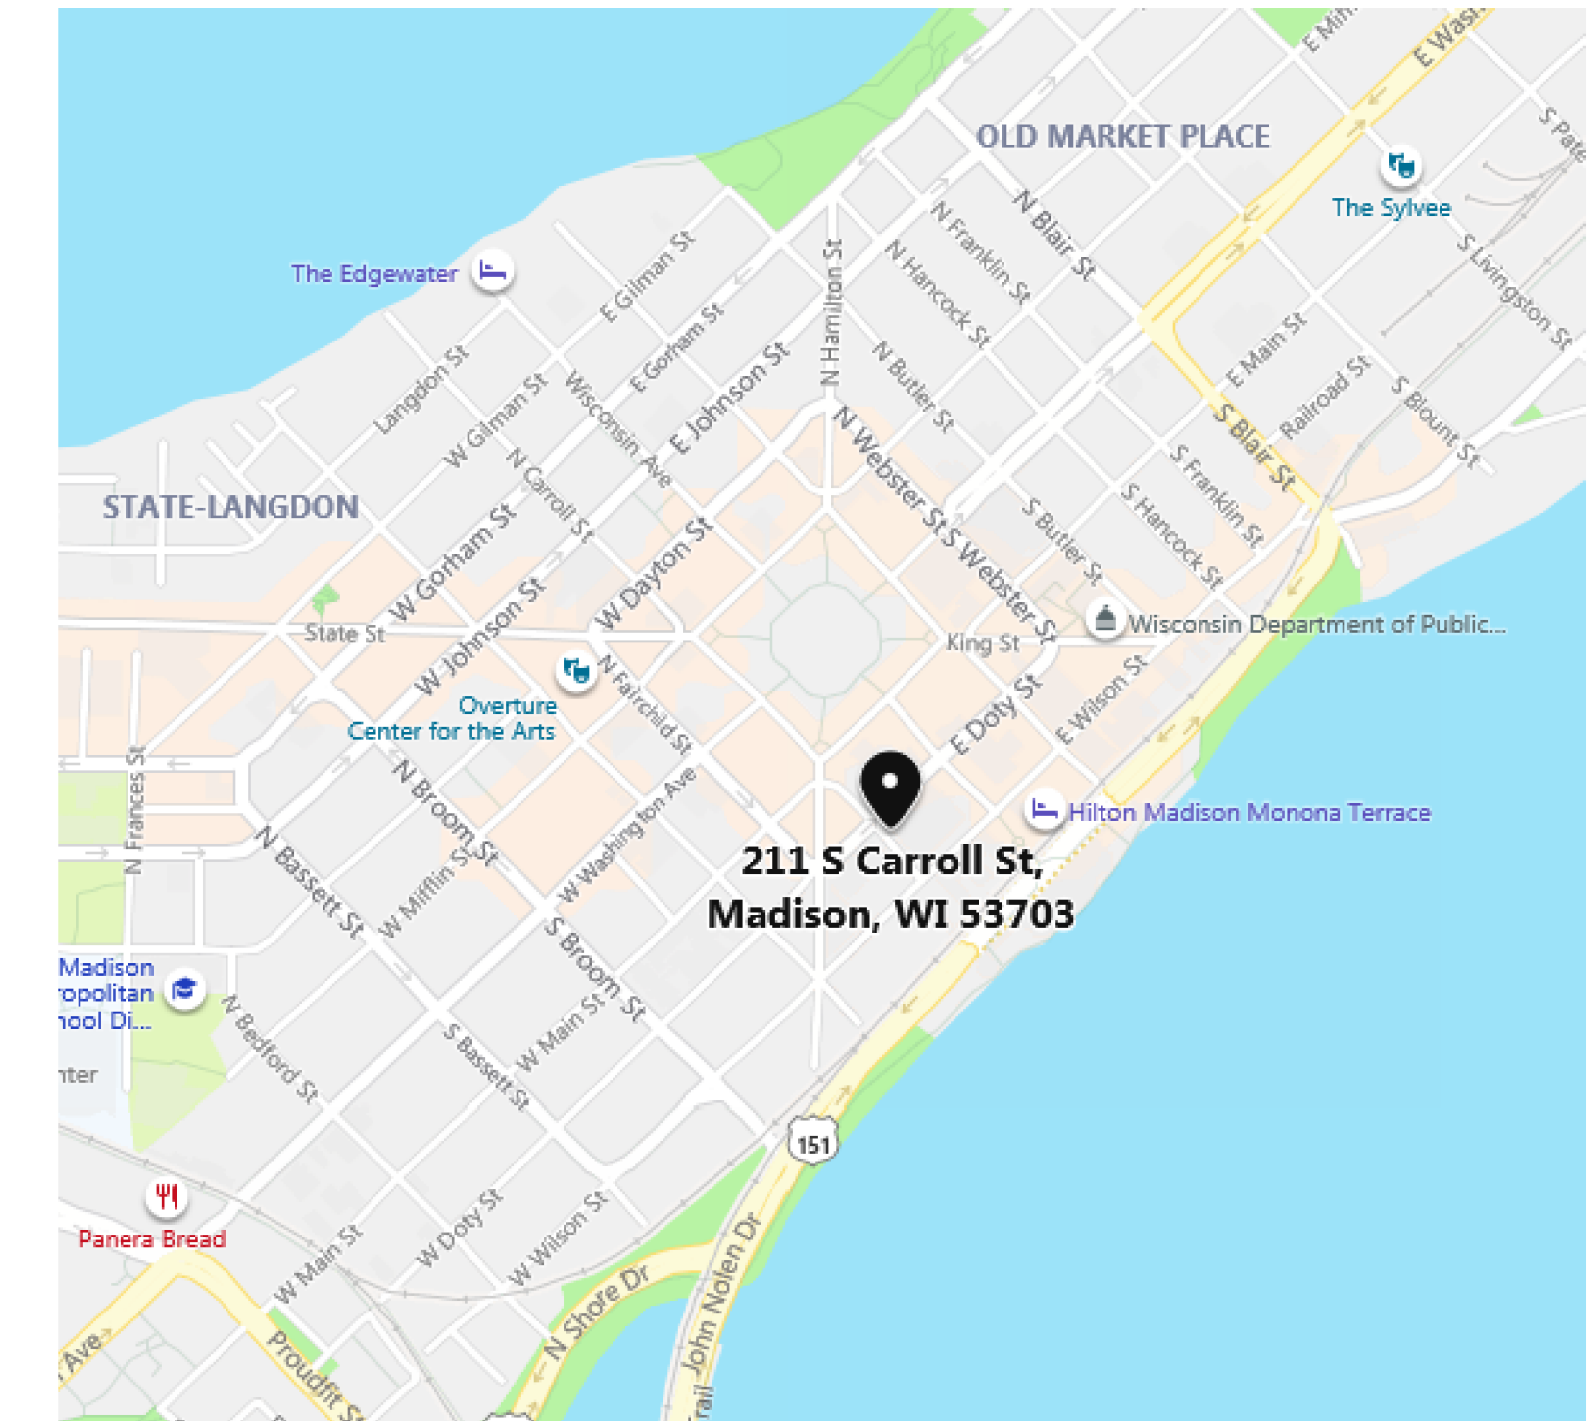 E Wash
OLD MARKET PLACE
S Pate
The Sylvee
N Blair St
N Franklin St
N Hancock St
S Livingston St
The Edgewater
E Gilman St
N Hamilton St
E Gorham St
E Main St
Langdon St
W Gilman St
Wisconsin Ave
E Johnson St
N Butler St
Railroad St
S Blount St
S Blair St
N Webster St
N Carroll St
S Franklin St
S Hancock St
STATE-LANGDON
W Gorham St
W Dayton St
S Butler St
S Webster St
State St
W Johnson St
King St
Wisconsin Department of Public...
N Fairchild St
Overture
Center for the Arts
E Doty St
E Wilson St
N Frances St
N Broom St
W Washington Ave
Hilton Madison Monona Terrace
N Bassett St
W Mifflin St
211 S Carroll St,
Madison, WI 53703
Madison
ropolitan
hool Di...
S Broom St
N Bedford St
W Main St
S Bassett St
nter
151
Panera Bread
W Main St
W Doty St
W Wilson St
N Shore Dr
John Nolen Dr
Ave
Proudfit St
rail